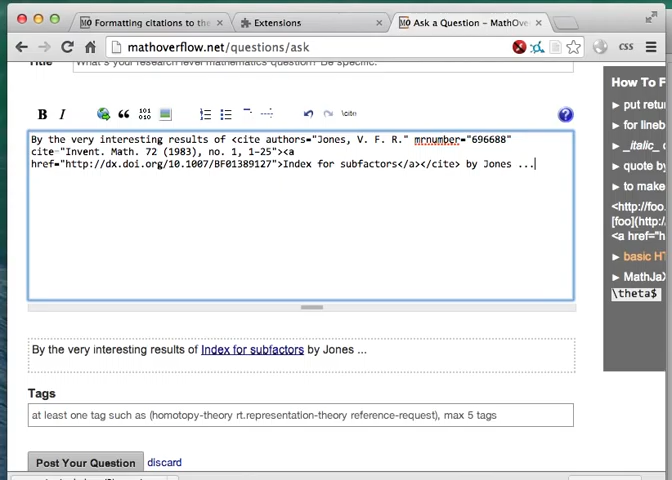 Formatting citations to the
Extensions
Ask a Question – MathOve
mathoverflow.net/questions/ask
CSS
Title
What's your research level mathematics question? Be specific.
How To F
B I
\cite
By the very interesting results of <cite authors="Jones, V. F. R." mrnumber="696688"
cite="Invent. Math. 72 (1983), no. 1, 1–25"><a
href="http://dx.doi.org/10.1007/BF01389127">Index for subfactors</a></cite> by Jones ...
► put retur
► for lineb
► _italic_ o
► quote by
► to make
<http://foo.
[foo](http:/
<a href="h
► basic HT
► MathJaX
\theta$
By the very interesting results of Index for subfactors by Jones ...
Tags
at least one tag such as (homotopy-theory rt.representation-theory reference-request), max 5 tags
Post Your Question discard